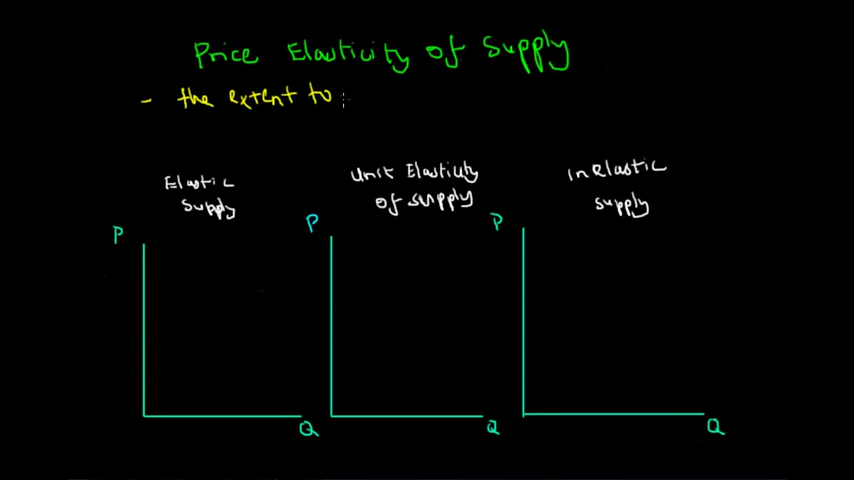 Price Elasticity Of Supply
- the extent to
Elastic
Supply
Unit Elasticity
of supply
inelastic
supply
P
P
P
Q
Q
Q